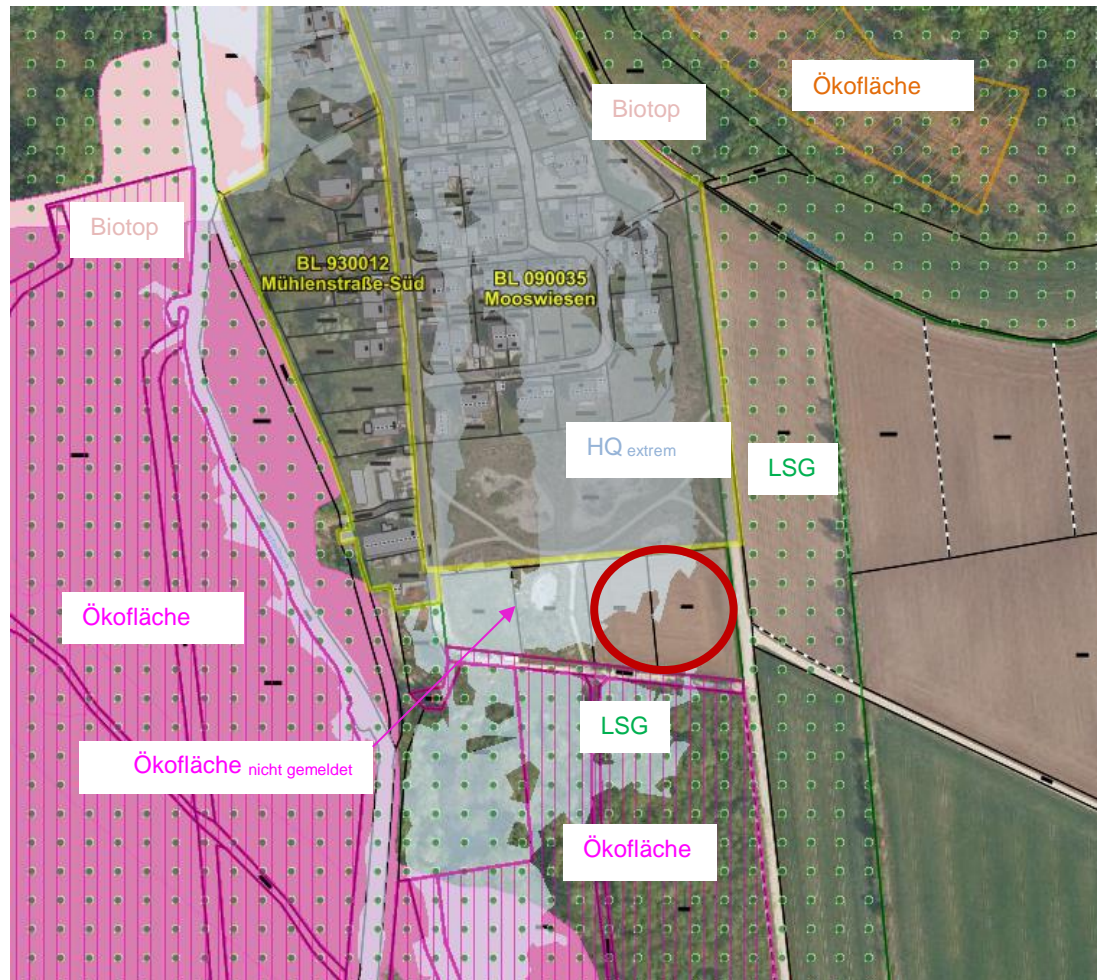 Ökofläche
Biotop
Biotop
BL 930012
Mühlenstraße-Süd
BL 090035
Mooswiesen
HQ extrem
LSG
Ökofläche
LSG
Ökofläche nicht gemeldet
Ökofläche